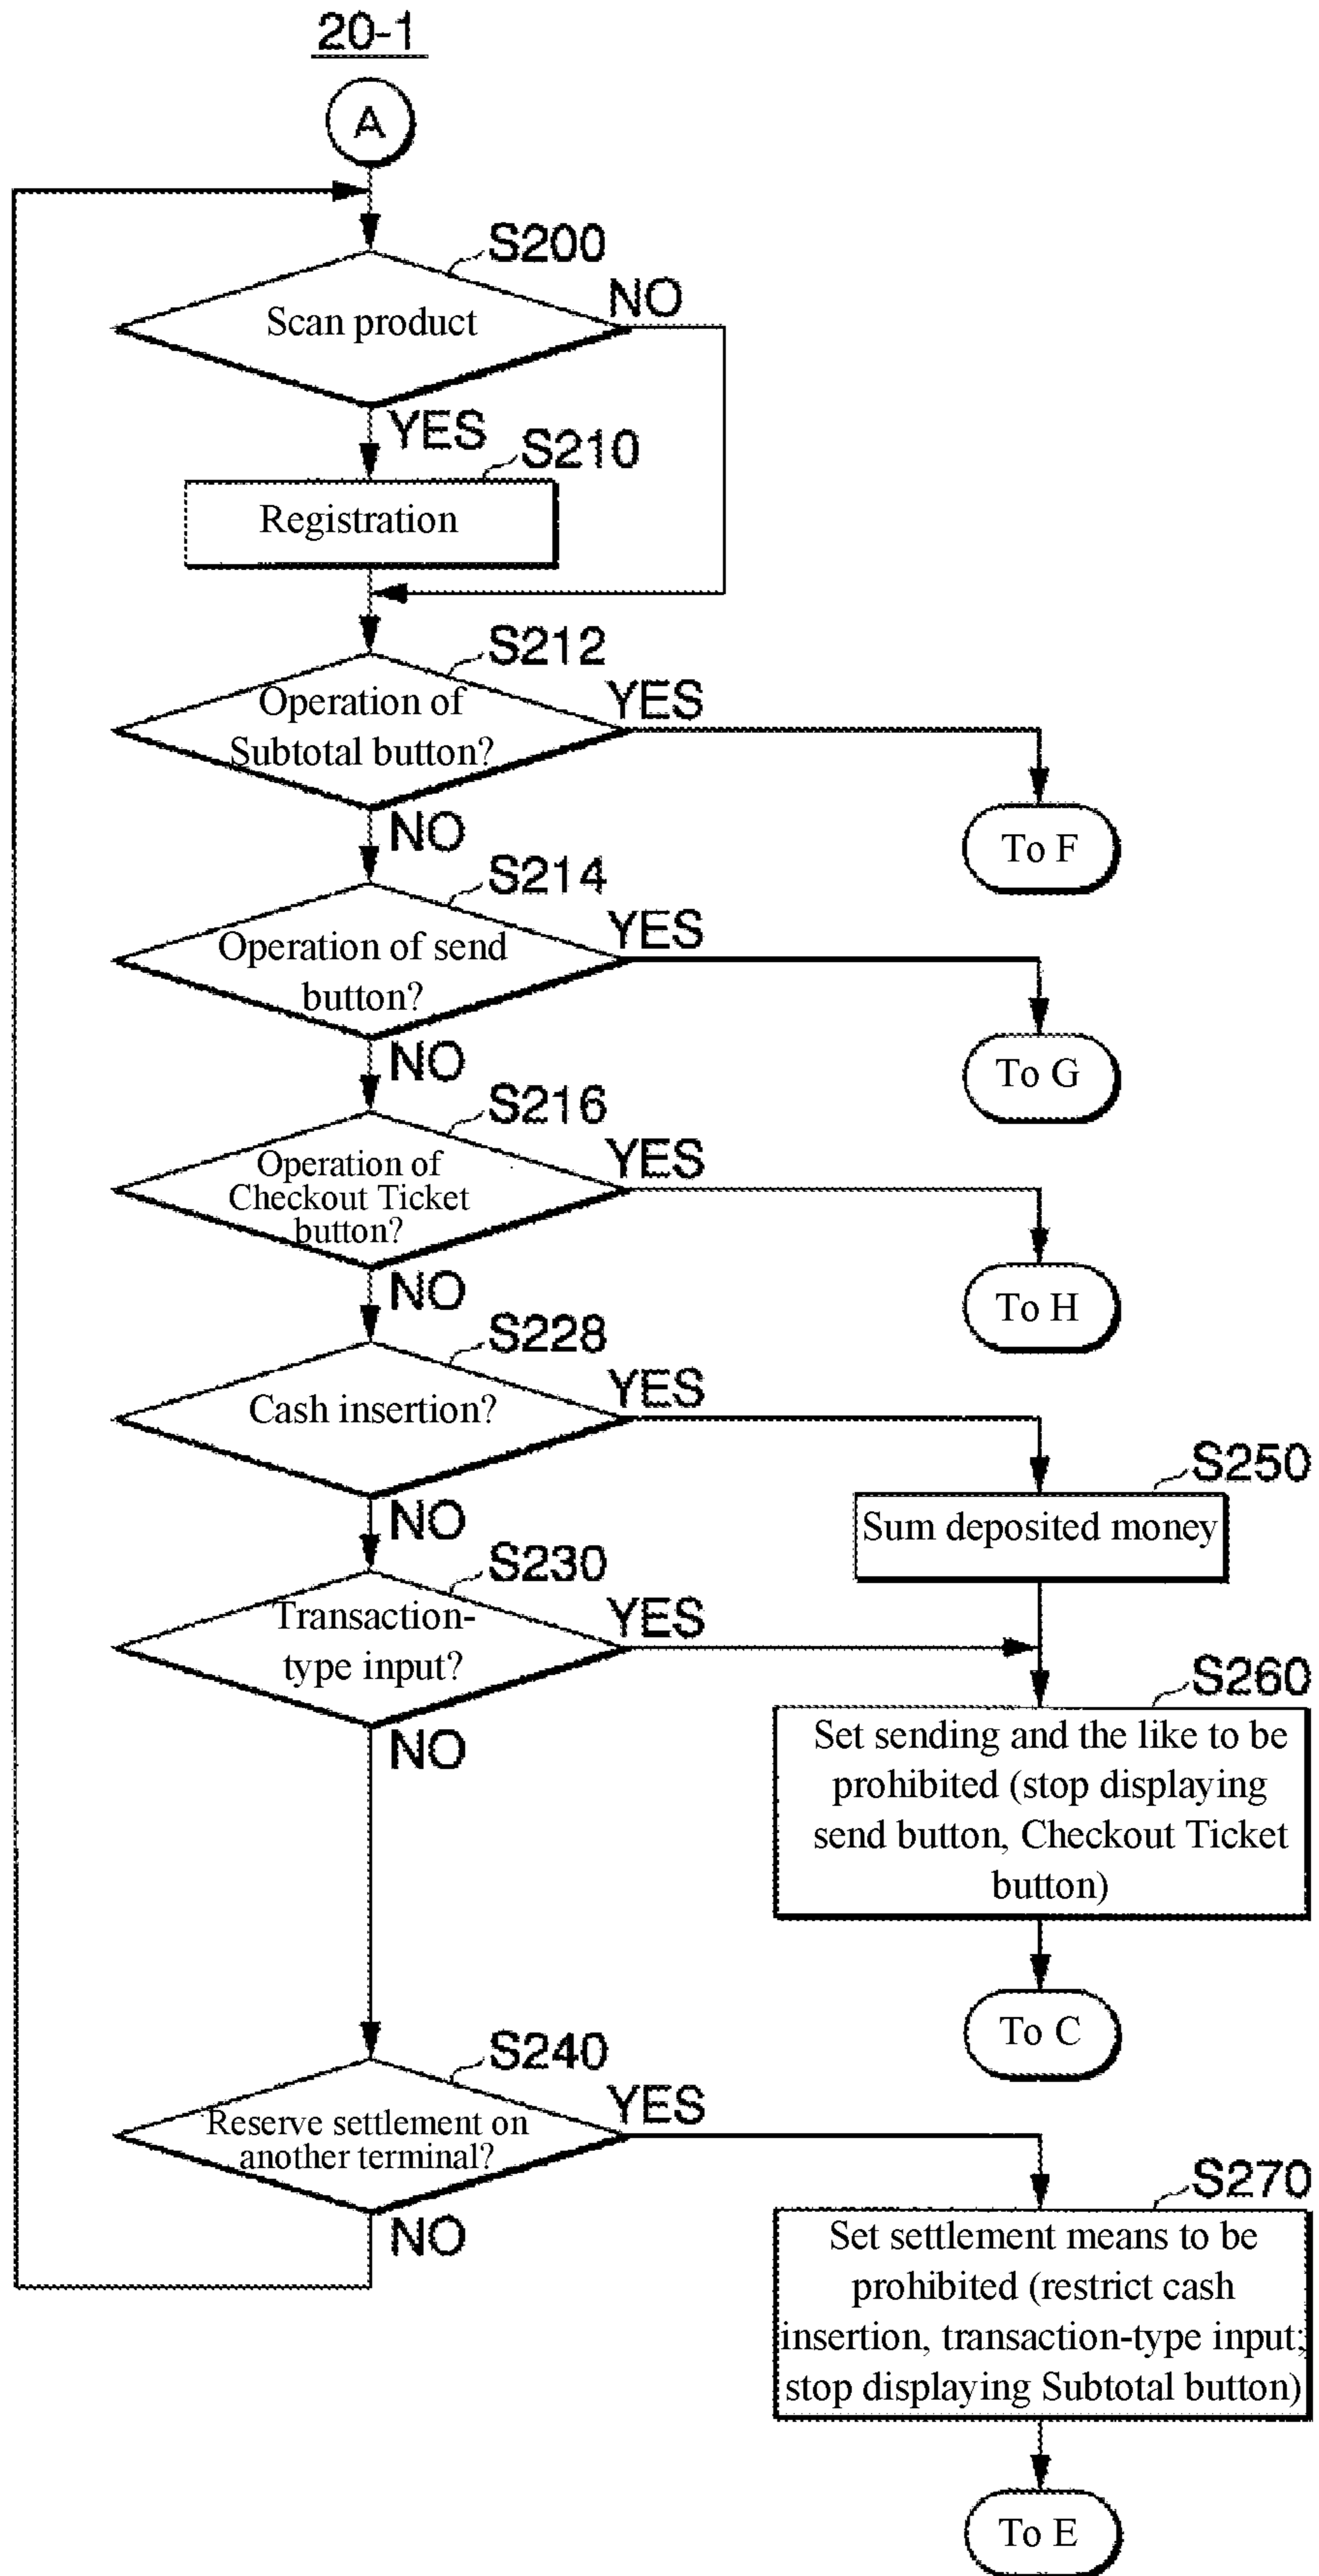 20-1
A
S200
NO
Scan product
YES
S210
Registration
S212
YES
Operation of
Subtotal button?
To F
NO
S214
YES
Operation of send
button?
To G
NO
S216
YES
Operation of
Checkout Ticket
button?
To H
NO
S228
YES
Cash insertion?
S250
Sum deposited money
NO
S230
YES
Transaction-
type input?
S260
Set sending and the like to be
prohibited (stop displaying
send button, Checkout Ticket
button)
NO
To C
S240
YES
Reserve settlement on
another terminal?
S270
NO
Set settlement means to be
prohibited (restrict cash
insertion, transaction-type input;
stop displaying Subtotal button)
To E